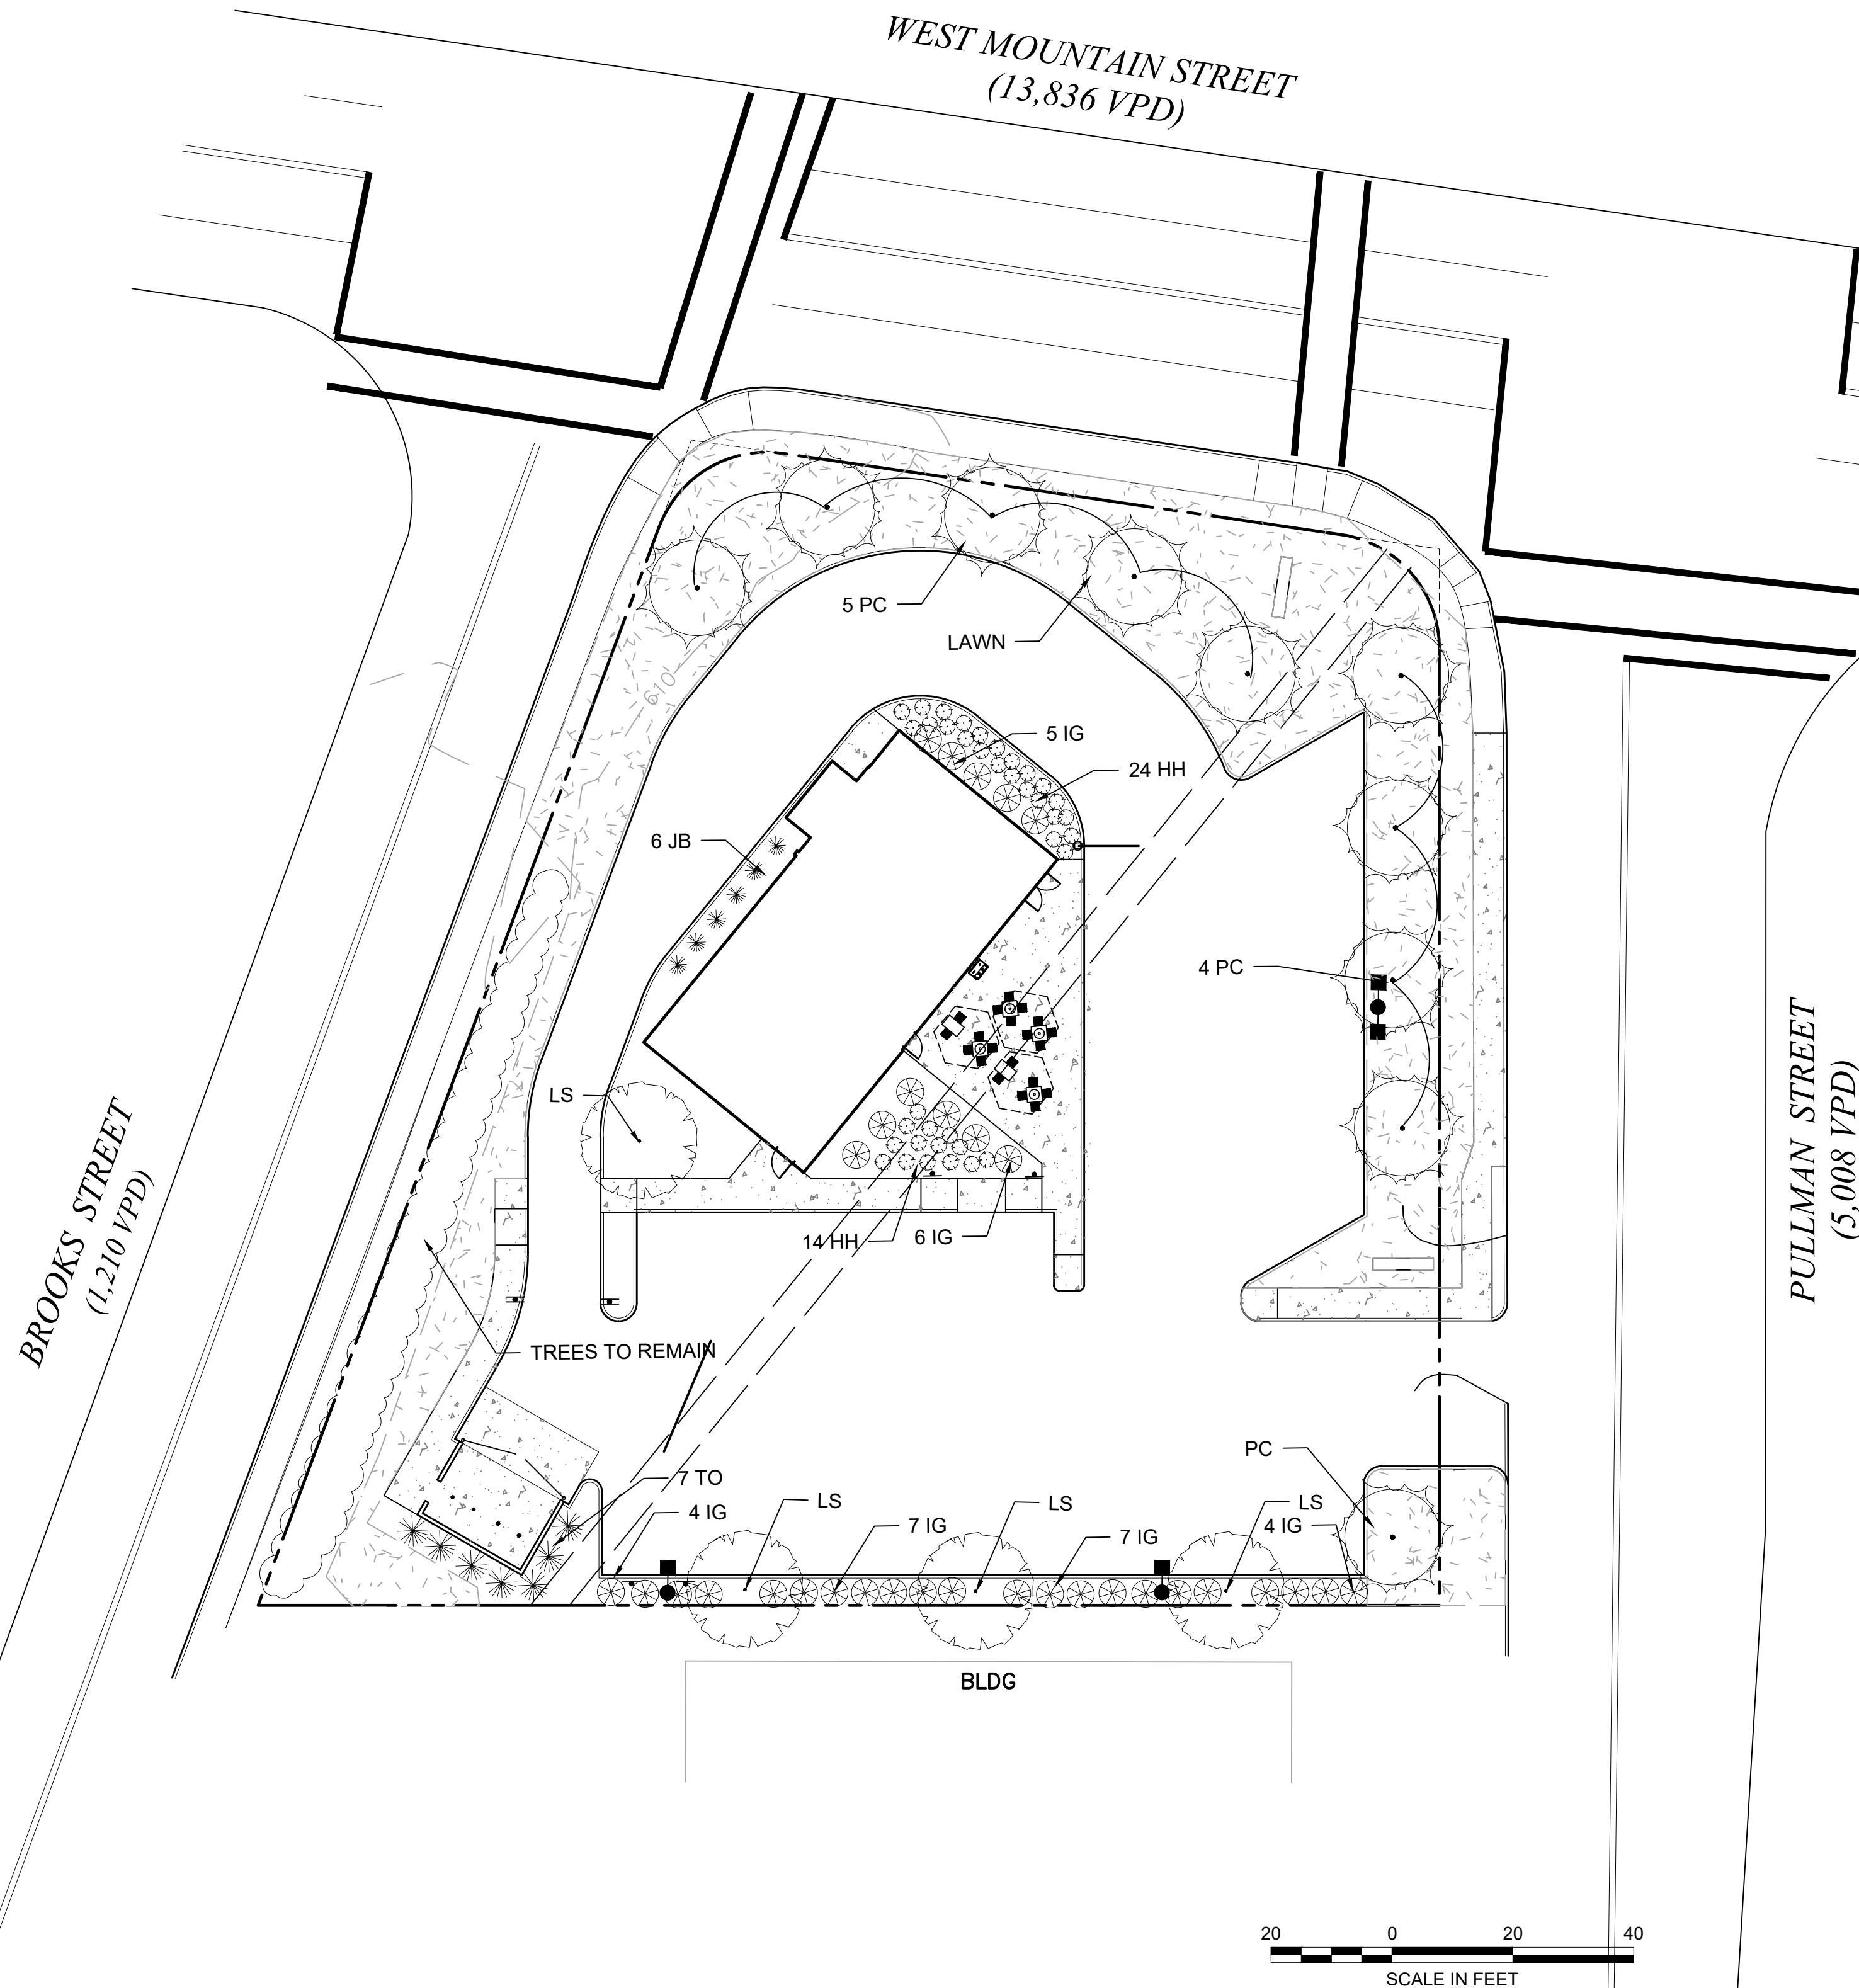 WEST MOUNTAIN STREET
(13,836 VPD)
5 PC
LAWN
610
5 IG
24 HH
6 JB
4 PC
LS
14 HH
6 IG
TREES TO REMAIN
BROOKS STREET
(1,210 VPD)
PULLMAN STREET
(5,008 VPD)
PC
7 TO
4 IG
LS
7 IG
LS
7 IG
LS
4 IG
BLDG
20 0 20 40
SCALE IN FEET